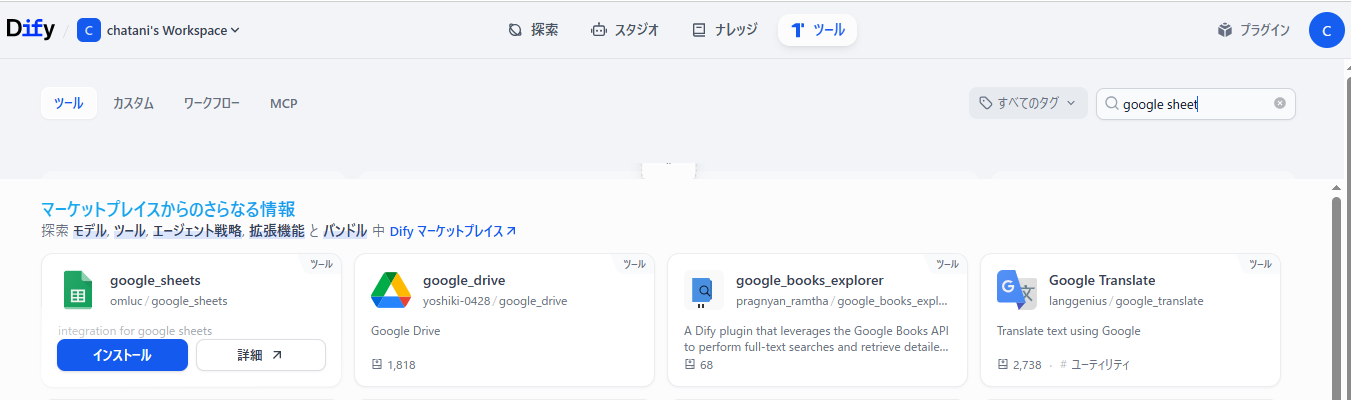 Dify / C chatani's Workspace 探索 スタジオ ナレッジ ツール プラグイン C
ツール カスタム ワークフロー MCP すべてのタグ google sheet
マーケットプレイスからのさらなる情報
探索 モデル, ツール, エージェント戦略, 拡張機能 と バンドル 中 Dify マーケットプレイス
ツール
google_sheets
omluc / google_sheets
integration for google sheets
インストール 詳細
ツール
google_drive
yoshiki-0428 / google_drive
Google Drive
1,818
ツール
google_books_explorer
pragnyan_ramtha / google_books_expl...
A Dify plugin that leverages the Google Books API
to perform full-text searches and retrieve detaile...
68
ツール
Google Translate
langgenius / google_translate
Translate text using Google
2,738 · # ユーティリティ